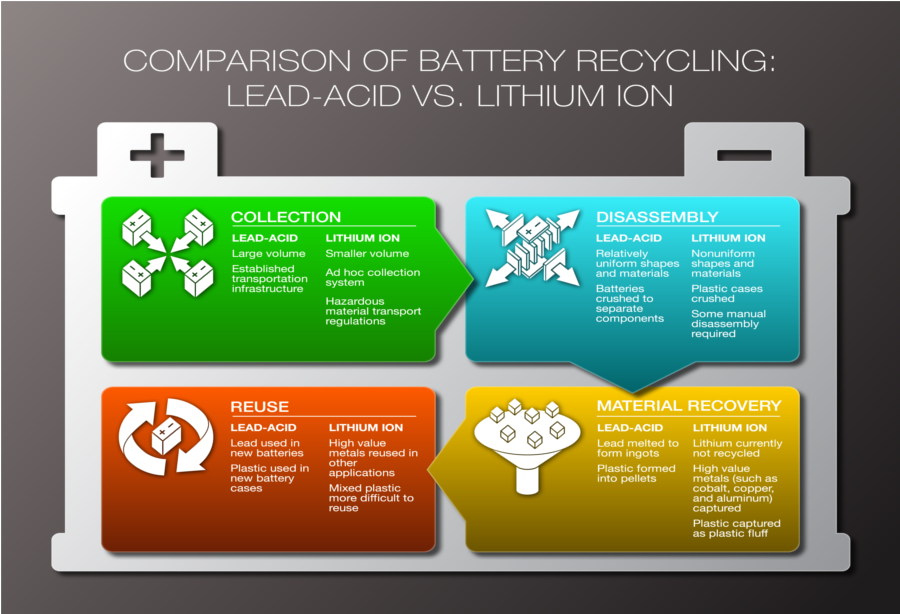 COMPARISON OF BATTERY RECYCLING:
LEAD-ACID VS. LITHIUM ION
COLLECTION
LEAD-ACID
Large volume
Established
transportation
infrastructure
LITHIUM ION
Smaller volume
Ad hoc collection
system
Hazardous
material transport
regulations
DISASSEMBLY
LEAD-ACID
Relatively
uniform shapes
and materials
Batteries
crushed to
separate
components
LITHIUM ION
Nonuniform
shapes and
materials
Plastic cases
crushed
Some manual
disassembly
required
REUSE
LEAD-ACID
Lead used in
new batteries
Plastic used in
new battery
cases
LITHIUM ION
High value
metals reused in
other
applications
Mixed plastic
more difficult to
reuse
MATERIAL RECOVERY
LEAD-ACID
Lead melted to
form ingots
Plastic formed
into pellets
LITHIUM ION
Lithium currently
not recycled
High value
metals (such as
cobalt, copper,
and aluminum)
captured
Plastic captured
as plastic fluff